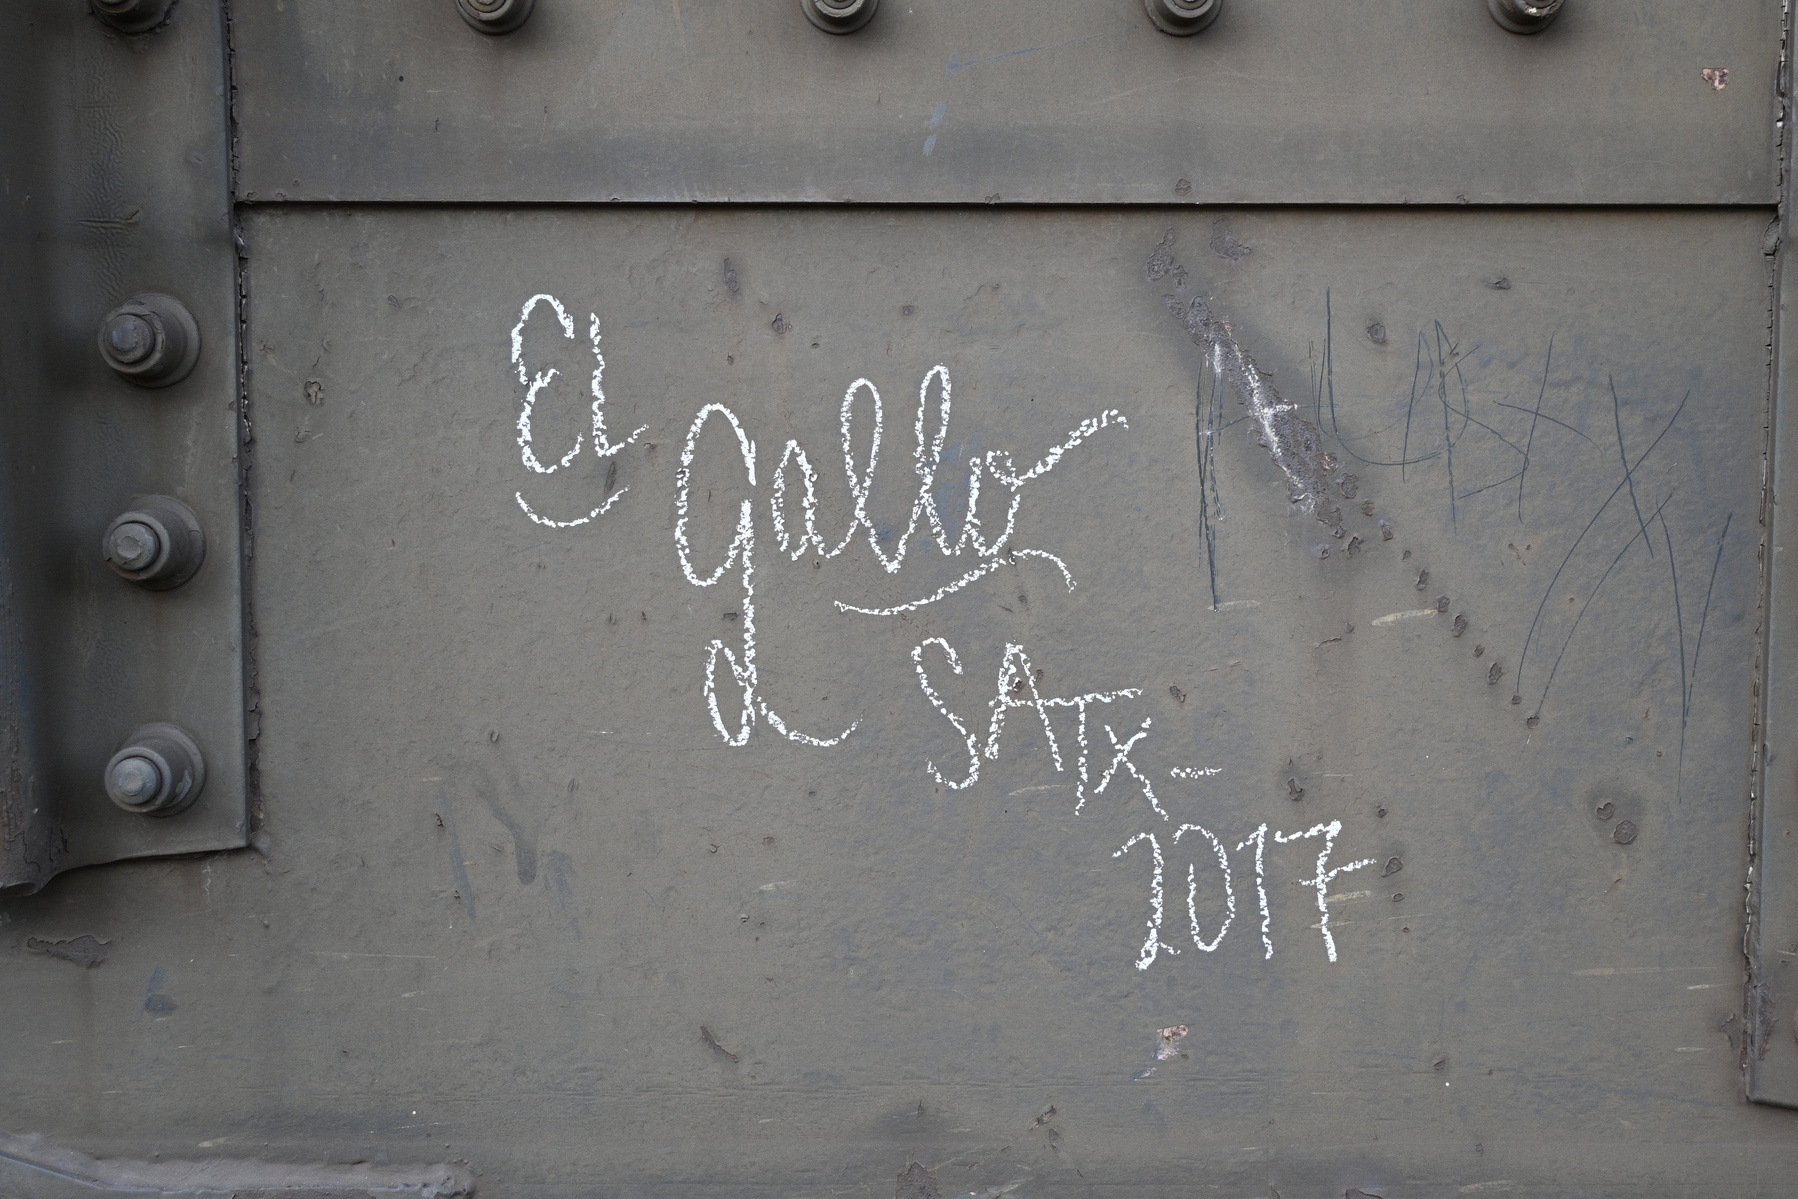 El
gallo
SATX-
2017